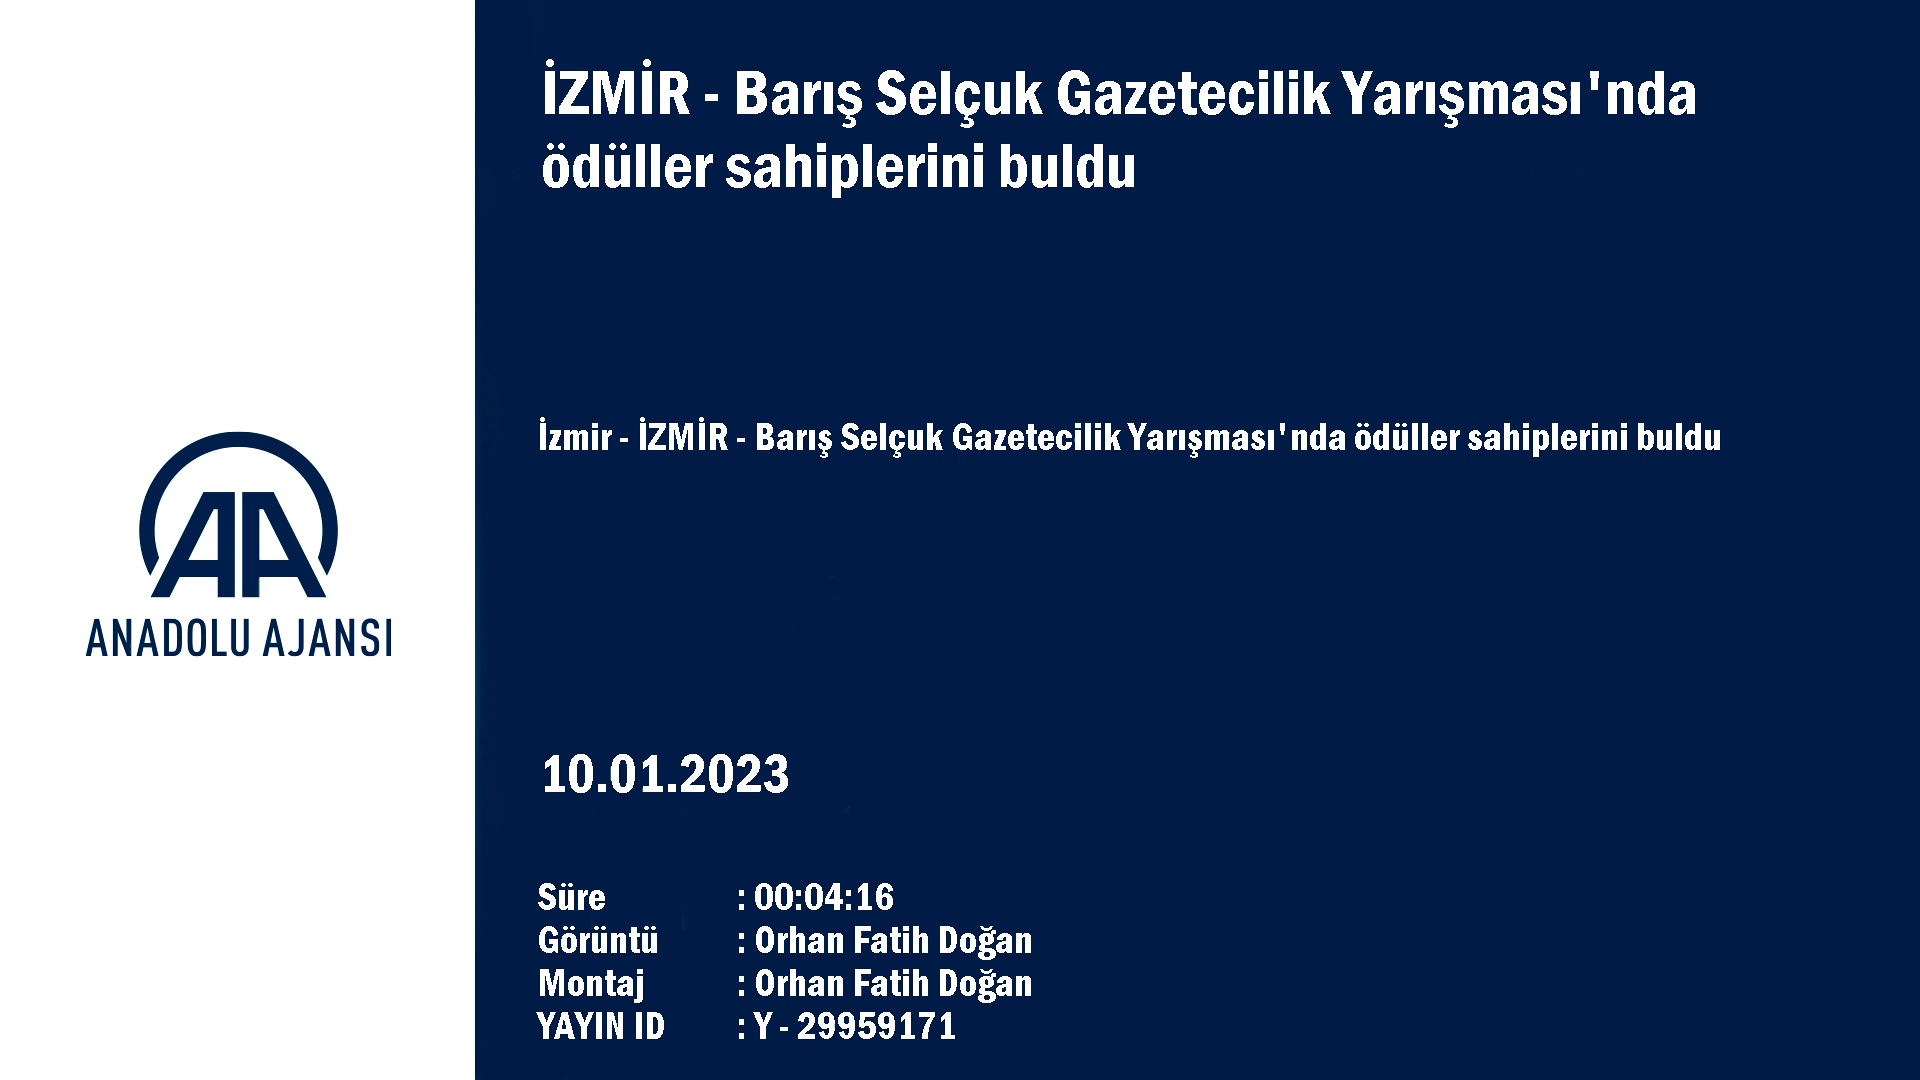 İZMİR - Barış Selçuk Gazetecilik Yarışması'nda
ödüller sahiplerini buldu
İzmir - İZMİR - Barış Selçuk Gazetecilik Yarışması'nda ödüller sahiplerini buldu
AA
ANADOLU AJANSI
10.01.2023
Süre : 00:04:16
Görüntü : Orhan Fatih Doğan
Montaj : Orhan Fatih Doğan
YAYIN ID : Y - 29959171